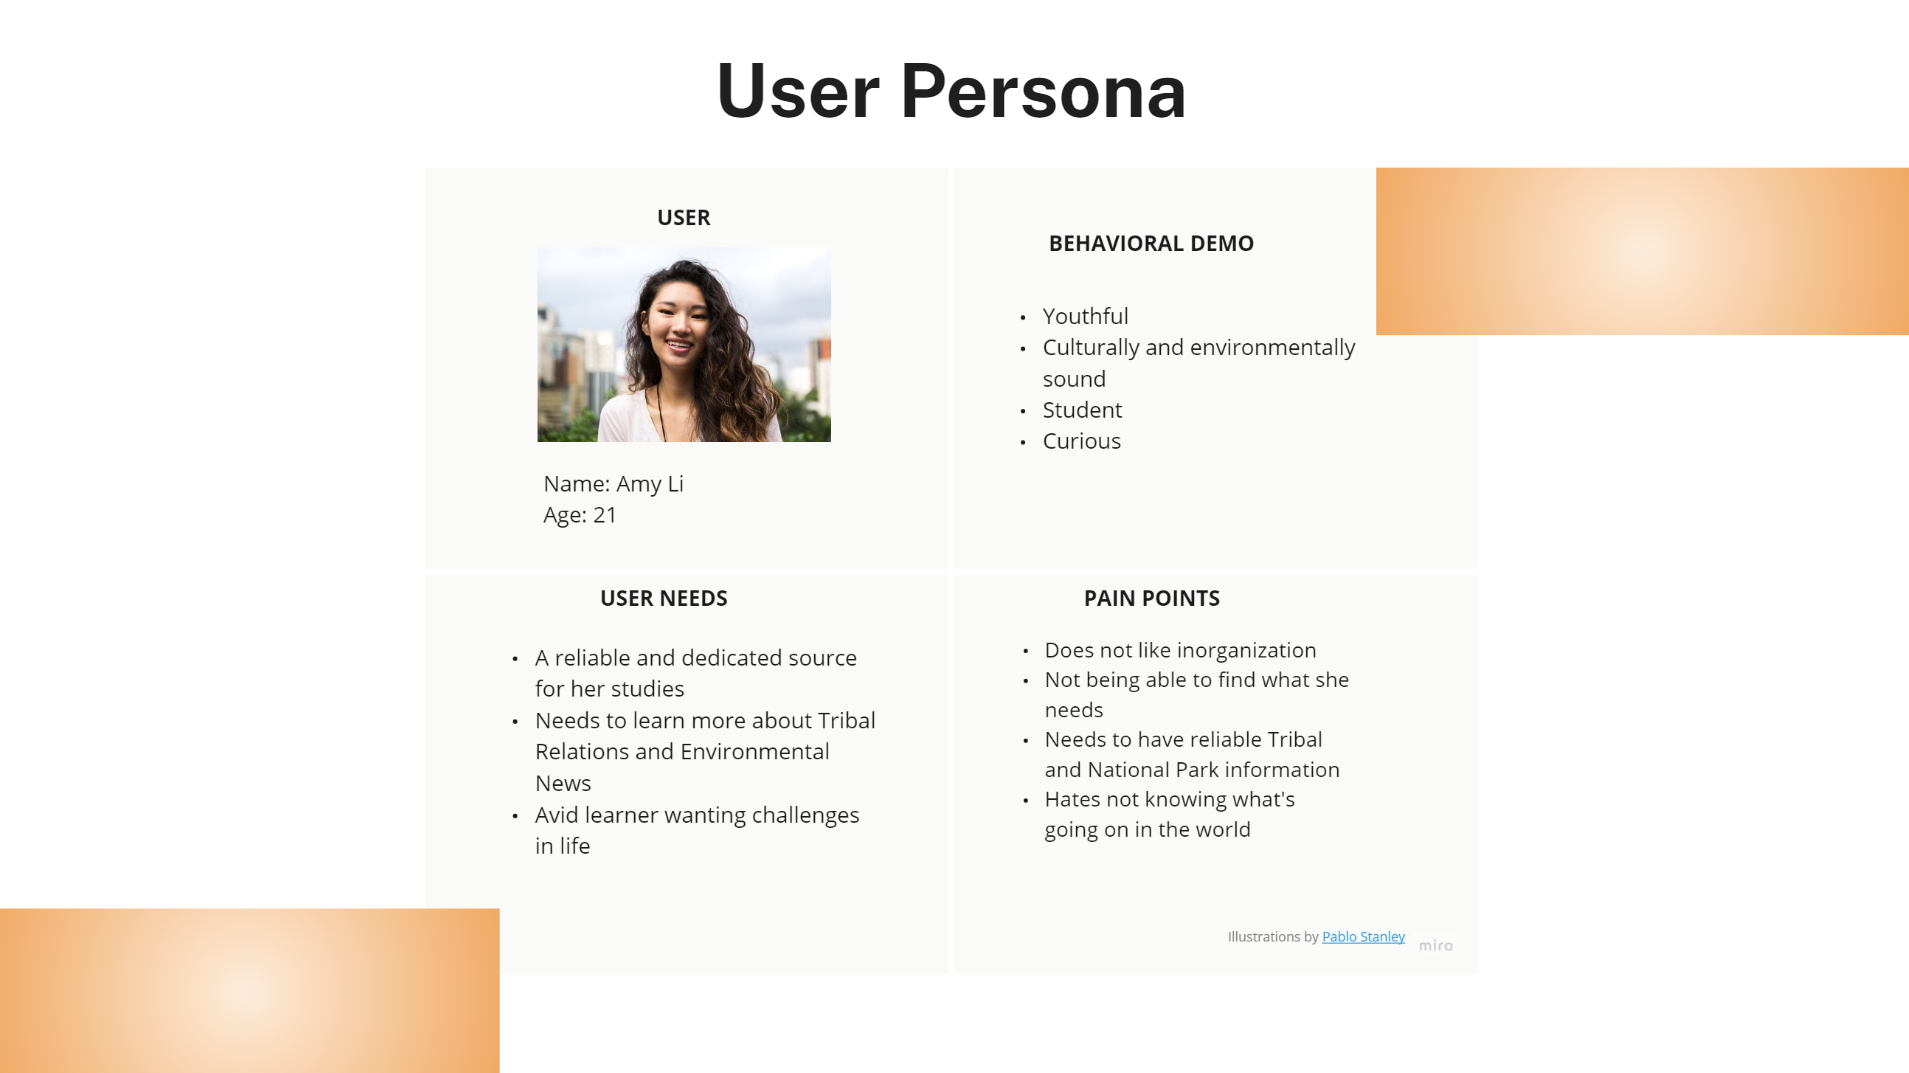 User Persona
USER
Name: Amy Li
Age: 21
BEHAVIORAL DEMO
• Youthful
• Culturally and environmentally
sound
• Student
• Curious
USER NEEDS
• A reliable and dedicated source
for her studies
• Needs to learn more about Tribal
Relations and Environmental
News
• Avid learner wanting challenges
in life
PAIN POINTS
• Does not like inorganization
• Not being able to find what she
needs
• Needs to have reliable Tribal
and National Park information
• Hates not knowing what's
going on in the world
Illustrations by Pablo Stanley
miro